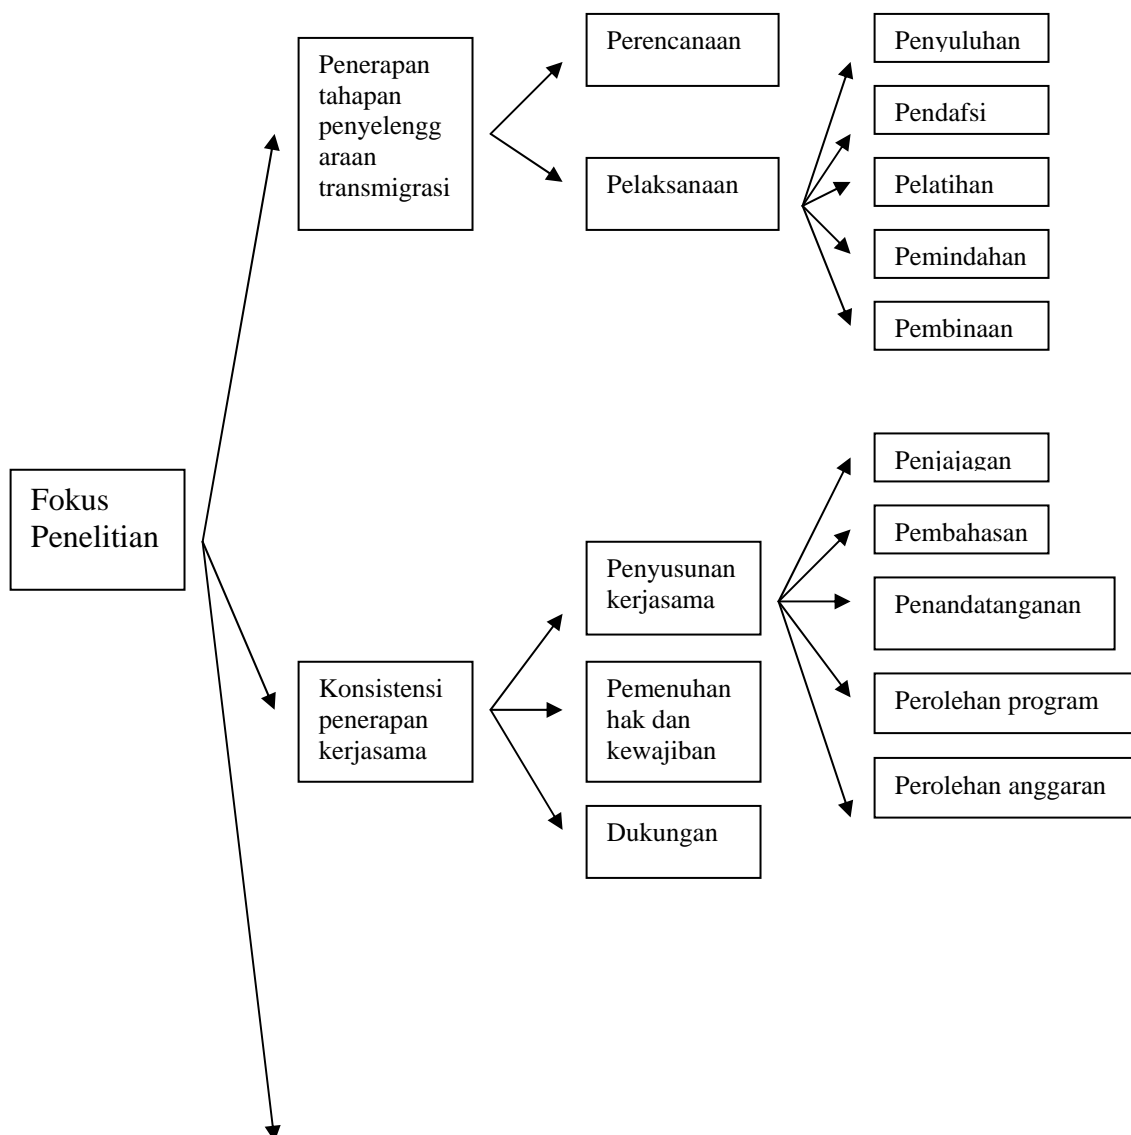 Fokus
Penelitian
Penerapan
tahapan
penyelengg
araan
transmigrasi
Perencanaan
Pelaksanaan
Penyuluhan
Pendafsi
Pelatihan
Pemindahan
Pembinaan
Konsistensi
penerapan
kerjasama
Penyusunan
kerjasama
Pemenuhan
hak dan
kewajiban
Dukungan
Penjajagan
Pembahasan
Penandatanganan
Perolehan program
Perolehan anggaran